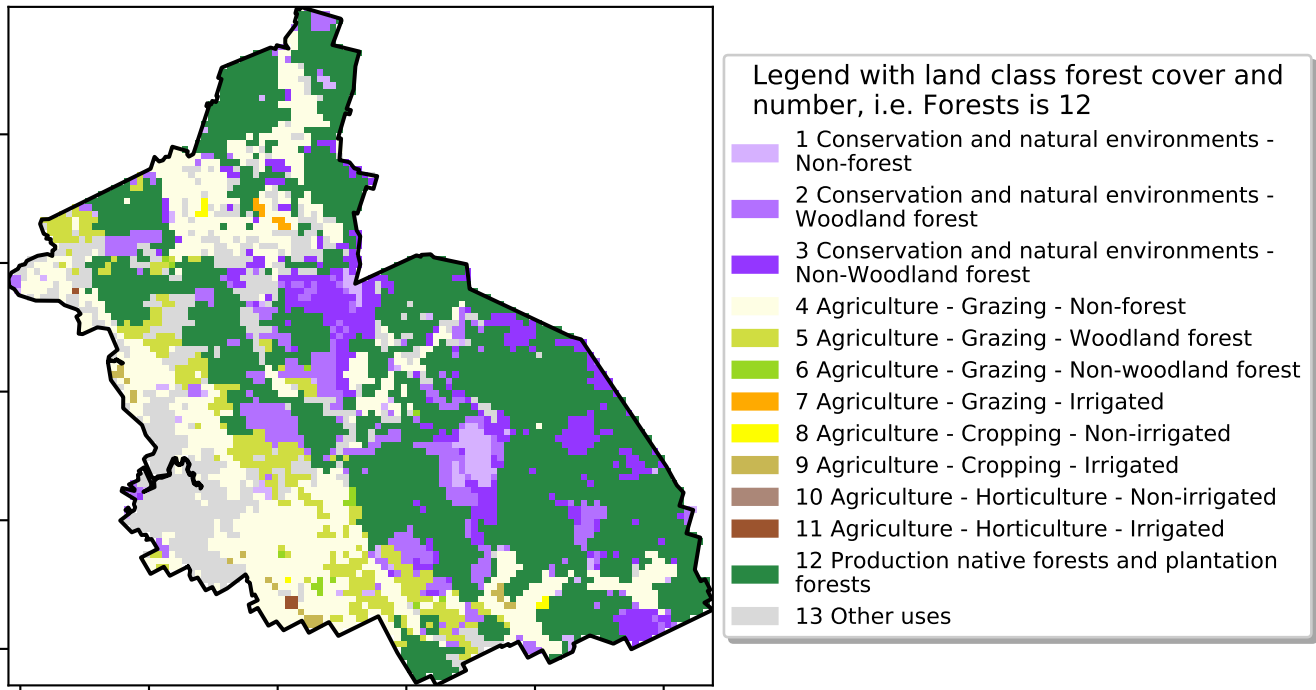 Legend with land class forest cover and
number, i.e. Forests is 12
1 Conservation and natural environments -
Non-forest
2 Conservation and natural environments -
Woodland forest
3 Conservation and natural environments -
Non-Woodland forest
4 Agriculture - Grazing - Non-forest
5 Agriculture - Grazing - Woodland forest
6 Agriculture - Grazing - Non-woodland forest
7 Agriculture - Grazing - Irrigated
8 Agriculture - Cropping - Non-irrigated
9 Agriculture - Cropping - Irrigated
10 Agriculture - Horticulture - Non-irrigated
11 Agriculture - Horticulture - Irrigated
12 Production native forests and plantation
forests
13 Other uses